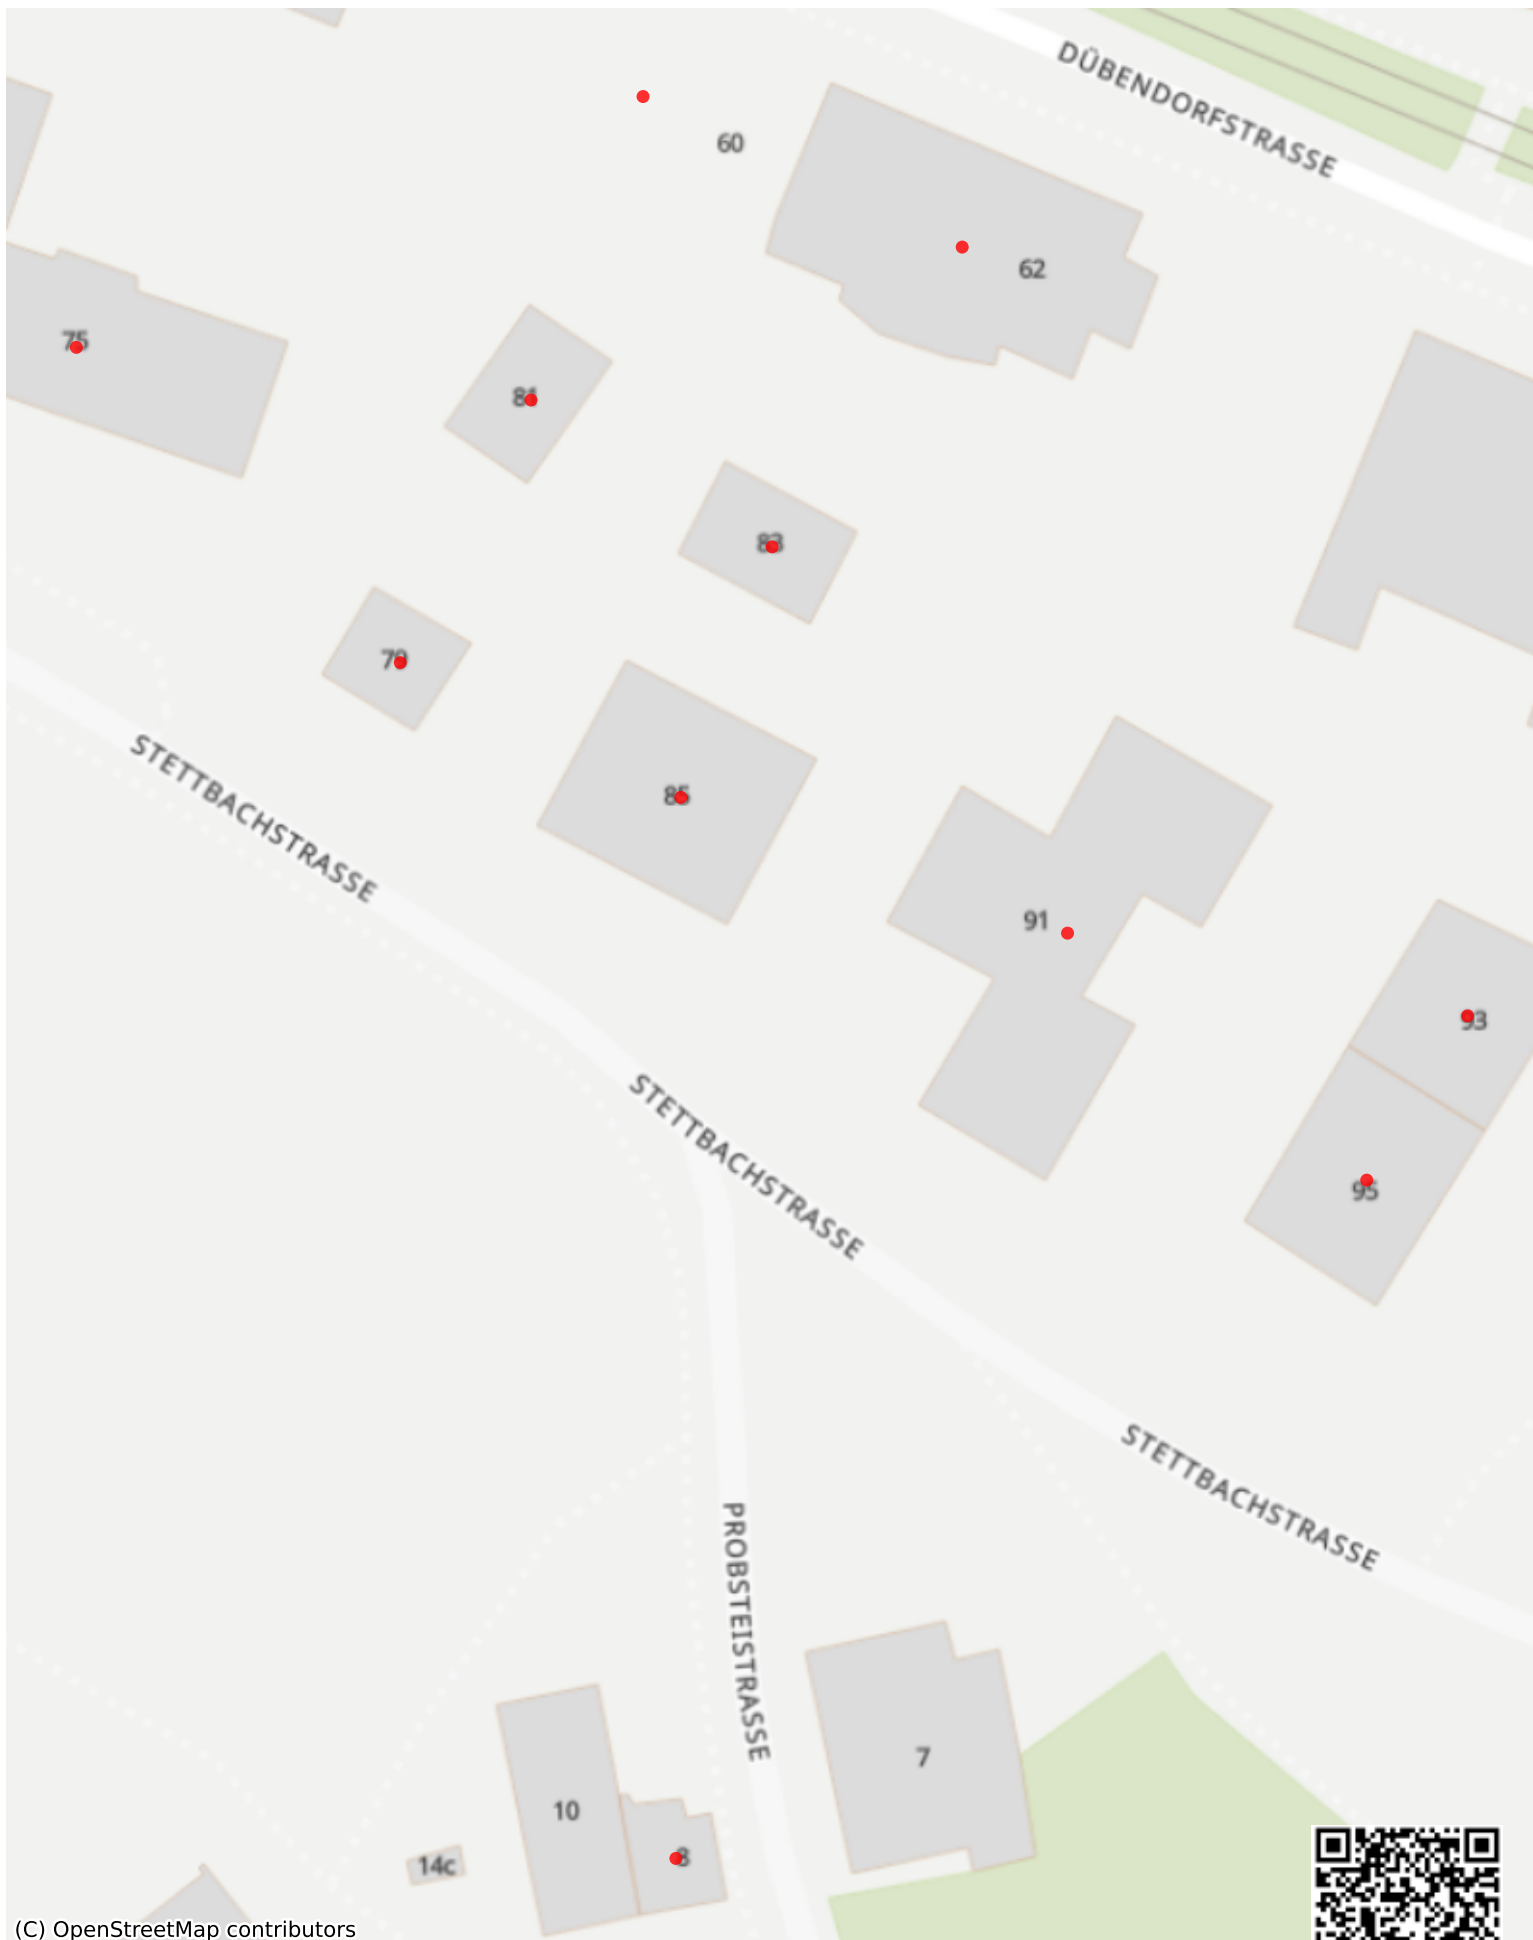 DÜBENDORFSTRASSE
60
62
75
81
83
79
85
STETTBACHSTRASSE
91
93
STETTBACHSTRASSE
95
STETTBACHSTRASSE
PROBSTEISTRASSE
7
10
8
14c
(C) OpenStreetMap contributors